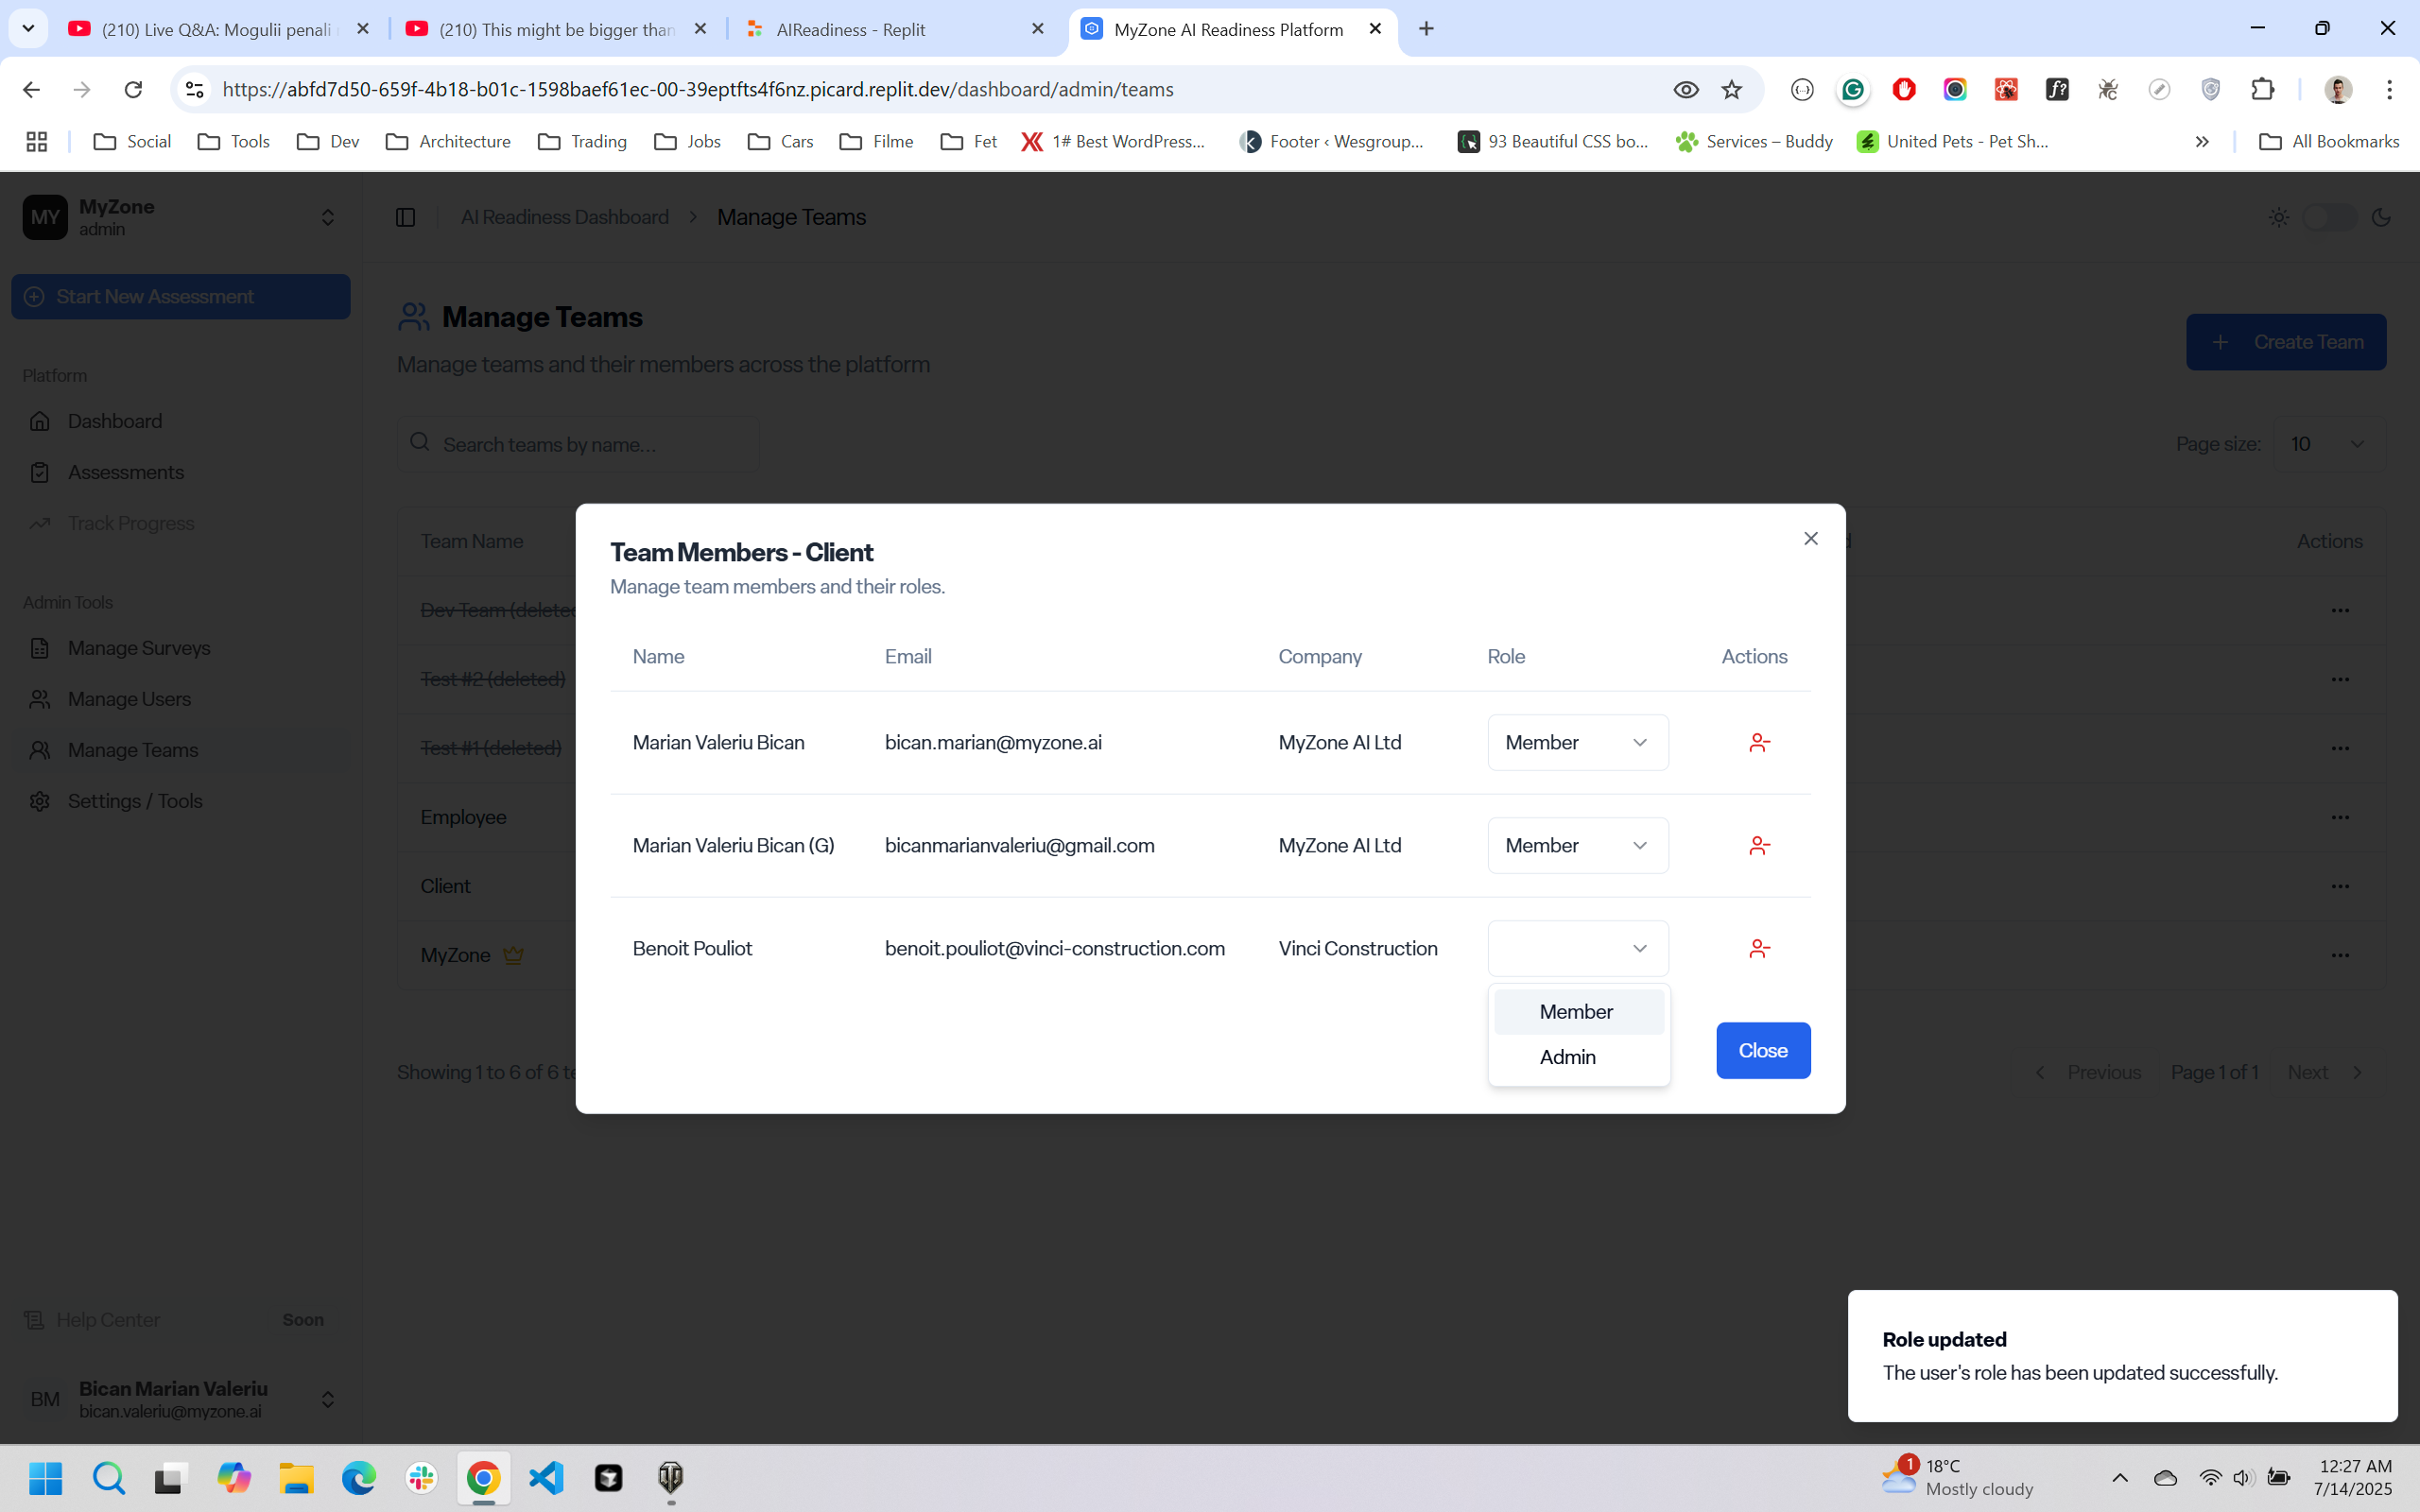 (210) Live Q&A: Mogulii penali
(210) This might be bigger than
AIReadiness - Replit
MyZone AI Readiness Platform
https://abfd7d50-659f-4b18-b01c-1598baef61ec-00-39eptfts4f6nz.picard.replit.dev/dashboard/admin/teams
Social
Tools
Dev
Architecture
Trading
Jobs
Cars
Filme
Fet
1# Best WordPress...
Footer ‹ Wesgroup...
93 Beautiful CSS bo...
Services – Buddy
United Pets - Pet Sh...
All Bookmarks
MY
MyZone
admin
AI Readiness Dashboard
Manage Teams
Start New Assessment
Platform
Dashboard
Assessments
Track Progress
Admin Tools
Manage Surveys
Manage Users
Manage Teams
Settings / Tools
Help Center
Soon
BM
Bican Marian Valeriu
bican.valeriu@myzone.ai
Manage Teams
Manage teams and their members across the platform
Create Team
Search teams by name...
Page size:
10
Team Name
Actions
Dev Team (deleted
Test #2 (deleted)
Test #1 (deleted)
Employee
Client
MyZone
Showing 1 to 6 of 6 te
Previous
Page 1 of 1
Next
Team Members - Client
Manage team members and their roles.
Name Email Company Role Actions
Marian Valeriu Bican bican.marian@myzone.ai MyZone AI Ltd Member
Marian Valeriu Bican (G) bicanmarianvaleriu@gmail.com MyZone AI Ltd Member
Benoit Pouliot benoit.pouliot@vinci-construction.com Vinci Construction
Member
Admin
Close
Role updated
The user's role has been updated successfully.
1
18°C
Mostly cloudy
12:27 AM
7/14/2025